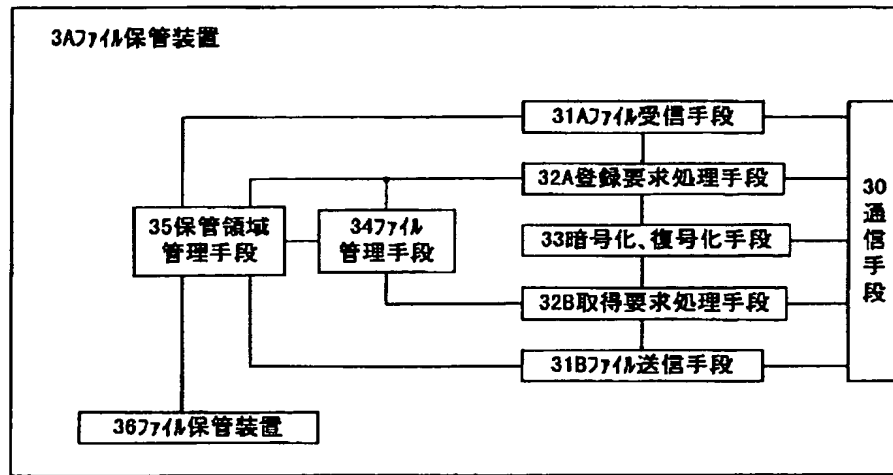 3Aﾌｧｲﾙ保管装置
31Aﾌｧｲﾙ受信手段
32A登録要求処理手段
30
通
信
手
段
35保管領域
管理手段
34ﾌｧｲﾙ
管理手段
33暗号化、復号化手段
32B取得要求処理手段
31Bﾌｧｲﾙ送信手段
36ﾌｧｲﾙ保管装置